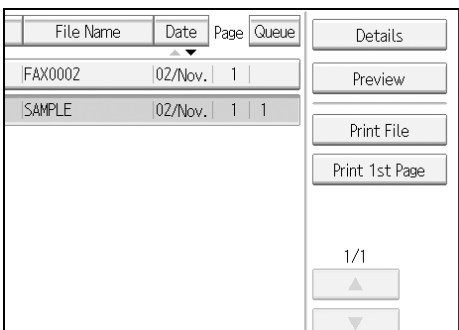 File Name Date Page Queue
FAX0002 02/Nov. 1
SAMPLE 02/Nov. 1 1
Details
Preview
Print File
Print 1st Page
1/1